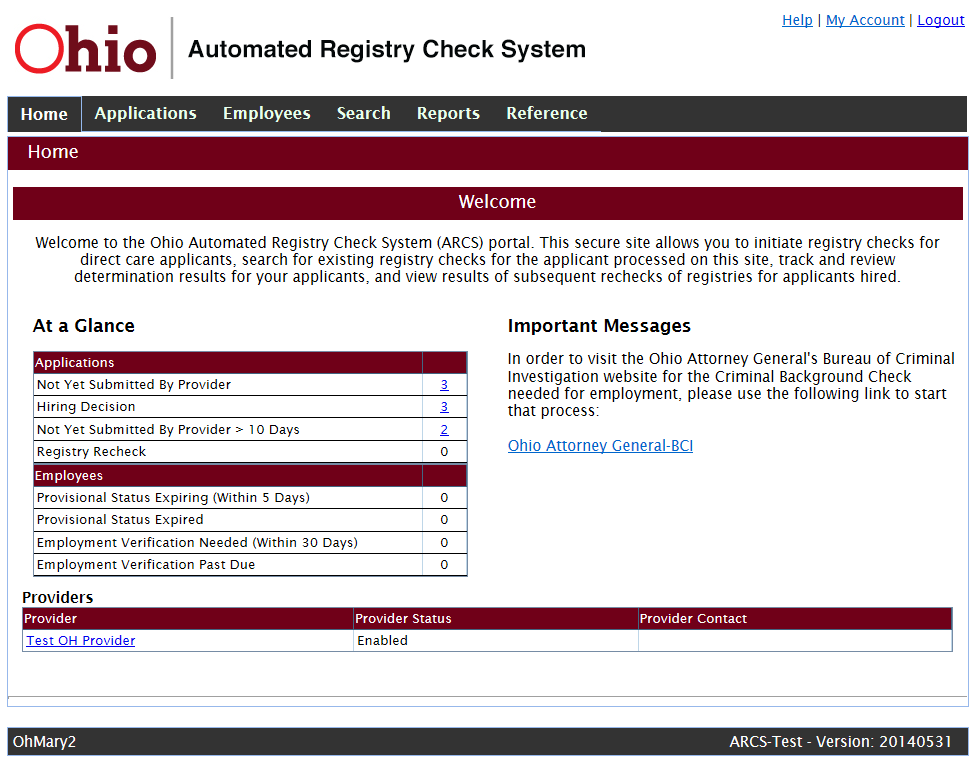 Help | My Account | Logout
Ohio Automated Registry Check System
Home Applications Employees Search Reports Reference
Home
Welcome
Welcome to the Ohio Automated Registry Check System (ARCS) portal. This secure site allows you to initiate registry checks for
direct care applicants, search for existing registry checks for the applicant processed on this site, track and review
determination results for your applicants, and view results of subsequent rechecks of registries for applicants hired.
At a Glance
Applications
Not Yet Submitted By Provider 3
Hiring Decision 3
Not Yet Submitted By Provider > 10 Days 2
Registry Recheck 0
Employees
Provisional Status Expiring (Within 5 Days) 0
Provisional Status Expired 0
Employment Verification Needed (Within 30 Days) 0
Employment Verification Past Due 0
Important Messages
In order to visit the Ohio Attorney General's Bureau of Criminal
Investigation website for the Criminal Background Check
needed for employment, please use the following link to start
that process:
Ohio Attorney General-BCI
Providers
Provider Provider Status Provider Contact
Test OH Provider Enabled
OhMary2 ARCS-Test - Version: 20140531